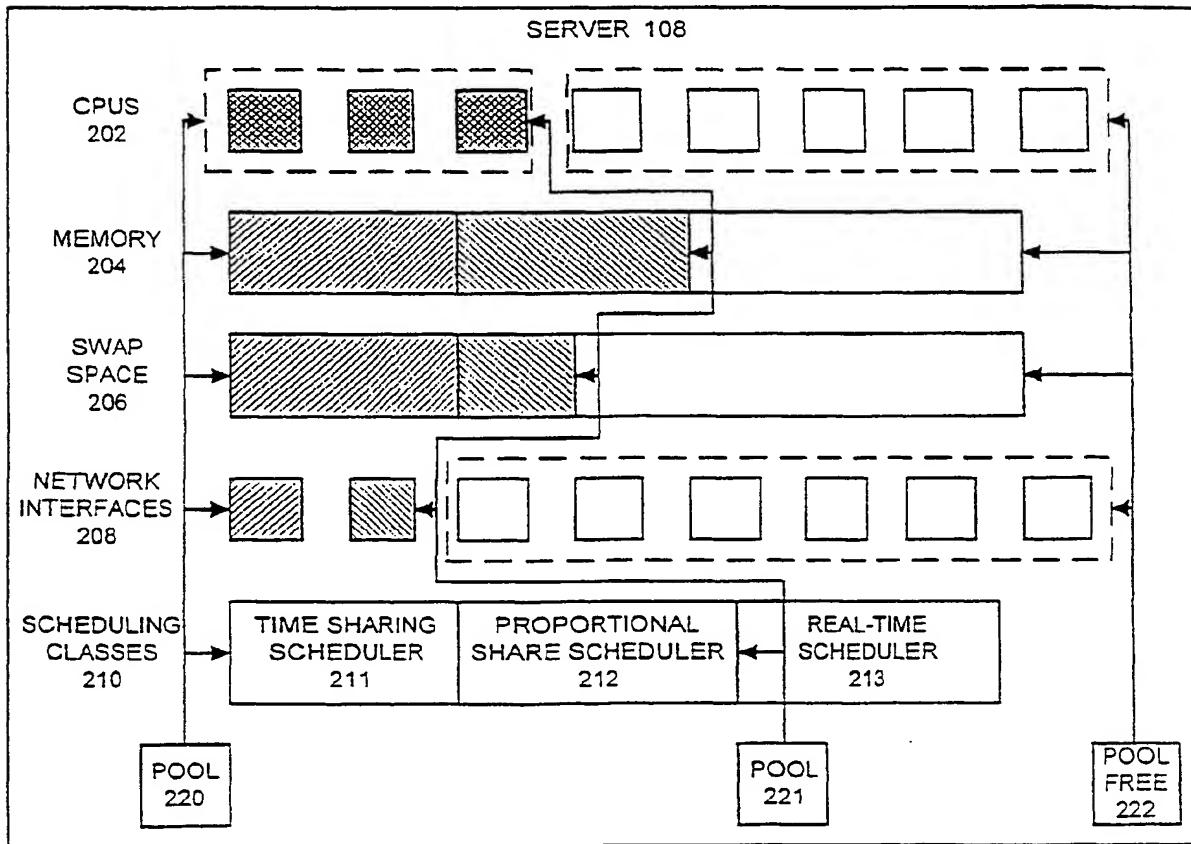 SERVER 108
CPUS
202
MEMORY
204
SWAP
SPACE
206
NETWORK
INTERFACES
208
SCHEDULING
CLASSES
210
TIME SHARING
SCHEDULER
211
PROPORTIONAL
SHARE SCHEDULER
212
REAL-TIME
SCHEDULER
213
POOL
220
POOL
221
POOL
FREE
222